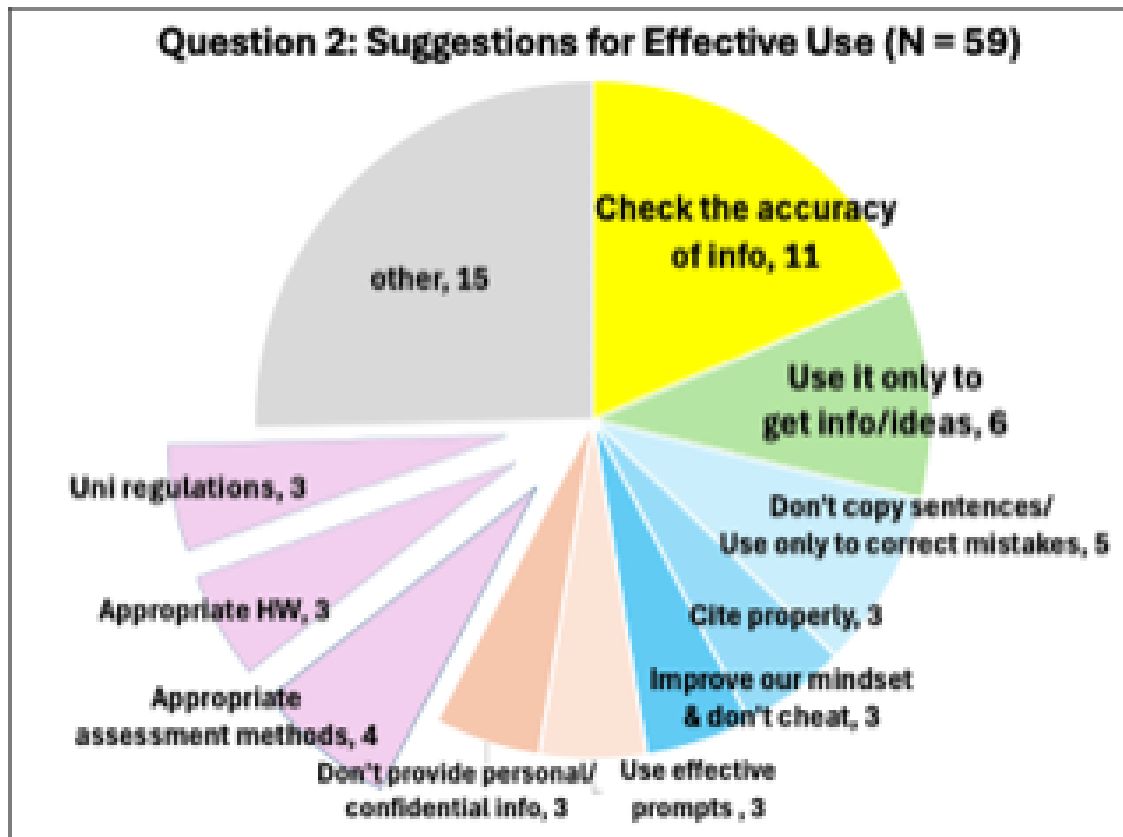 Question 2: Suggestions for Effective Use (N = 59)
Check the accuracy
of info, 11
other, 15
Use it only to
get info/ideas, 6
Don't copy sentences/
Use only to correct mistakes, 5
Cite properly, 3
Improve our mindset
& don't cheat, 3
Use effective
prompts , 3
Don't provide personal/
confidential info, 3
Appropriate
assessment methods, 4
Appropriate HW, 3
Uni regulations, 3